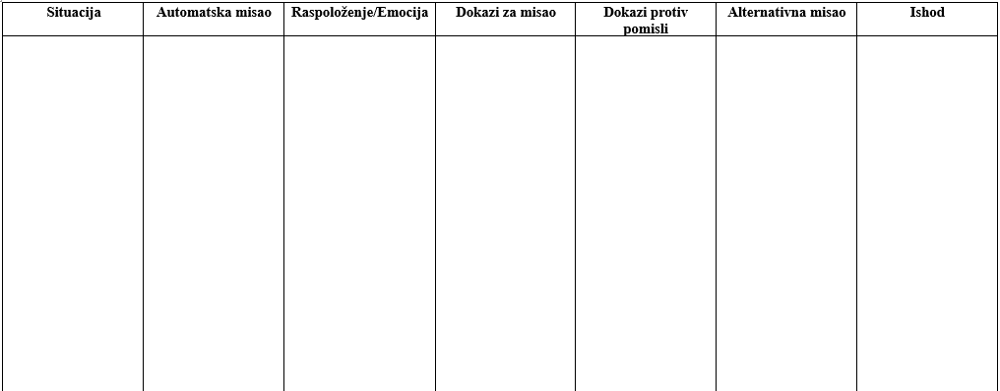 Situacija
Automatska misao
Raspoloženje/Emocija
Dokazi za misao
Dokazi protiv
pomisli
Alternativna misao
Ishod